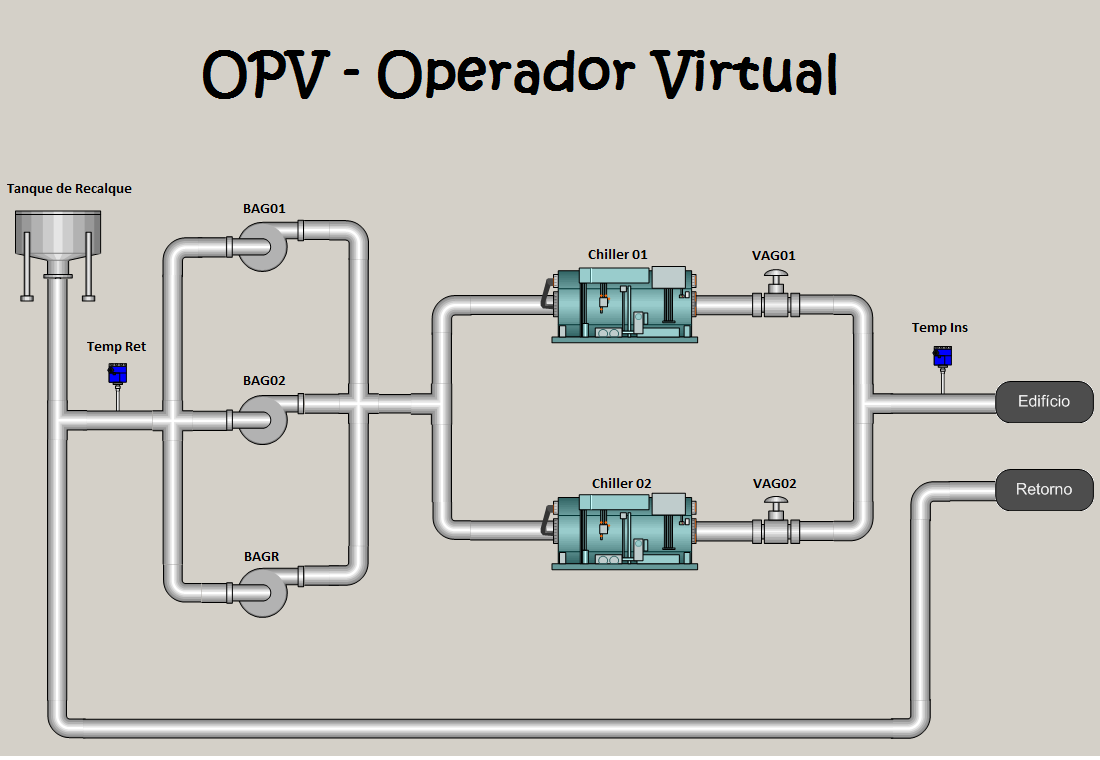 OPV - Operador Virtual
Tanque de Recalque
BAG01
Chiller 01
VAG01
Temp Ins
Temp Ret
BAG02
Edifício
Chiller 02
VAG02
Retorno
BAGR